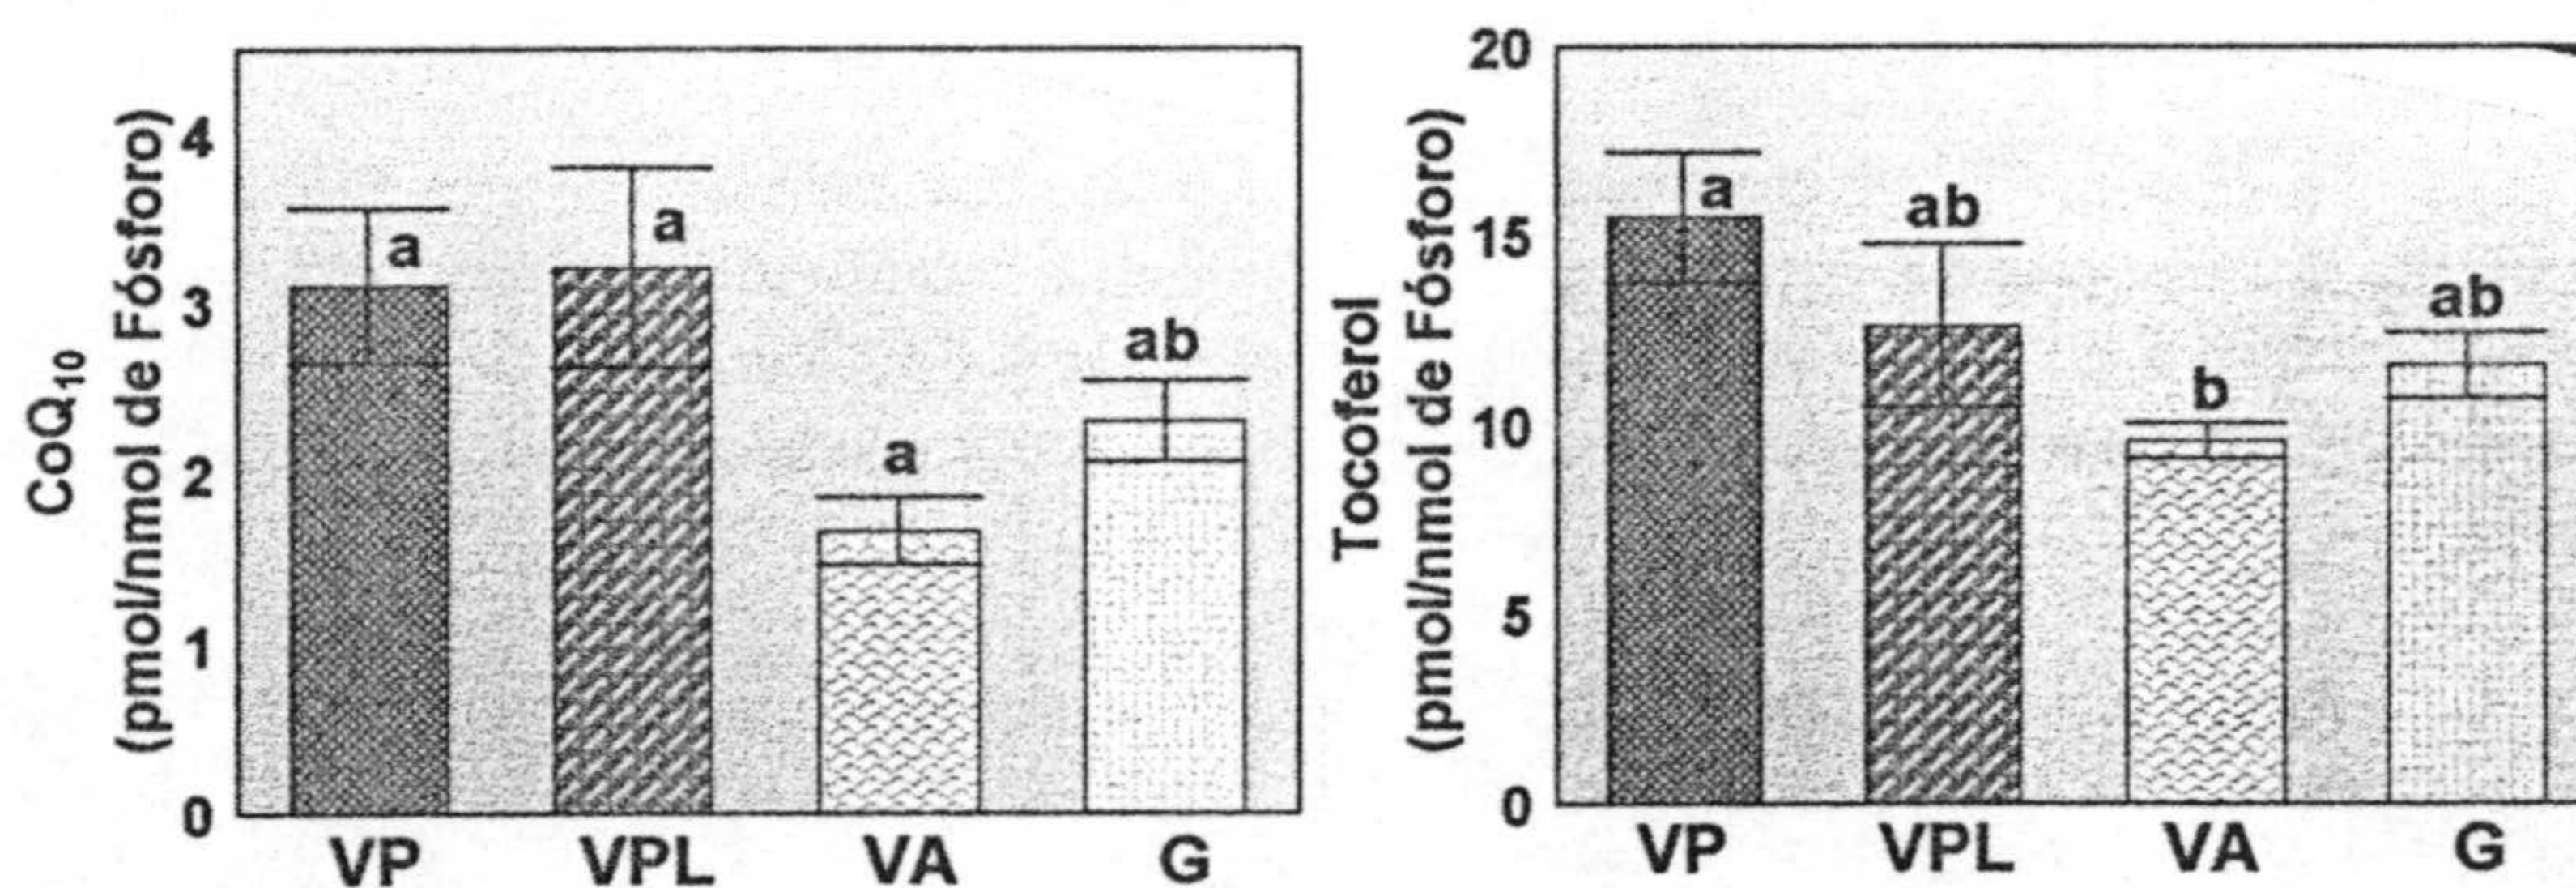 CoQ10
(pmol/nmol de Fósforo)
4
3
2
1
0
a
a
a
ab
VP VPL VA G
Tocoferol
(pmol/nmol de Fósforo)
20
15
10
5
0
a
ab
b
ab
VP VPL VA G